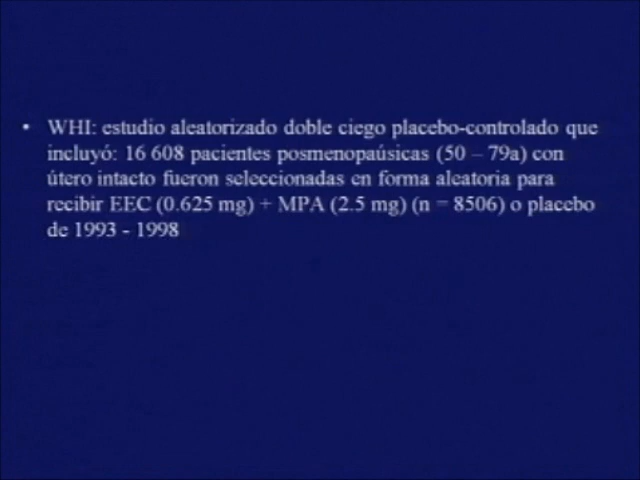 • WHI: estudio aleatorizado doble ciego placebo-controlado que
incluyó: 16 608 pacientes posmenopaúsicas (50 – 79a) con
útero intacto fueron seleccionadas en forma aleatoria para
recibir EEC (0.625 mg) + MPA (2.5 mg) (n = 8506) o placebo
de 1993 - 1998